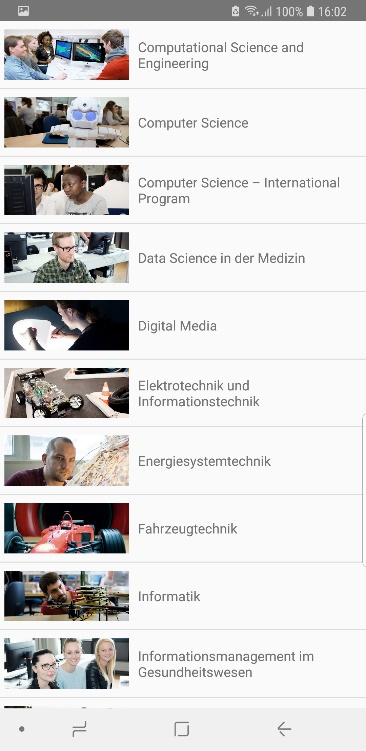 100% 16:02
Computational Science and
Engineering
Computer Science
Computer Science – International
Program
Data Science in der Medizin
Digital Media
Elektrotechnik und
Informationstechnik
Energiesystemtechnik
Fahrzeugtechnik
Informatik
Informationsmanagement im
Gesundheitswesen